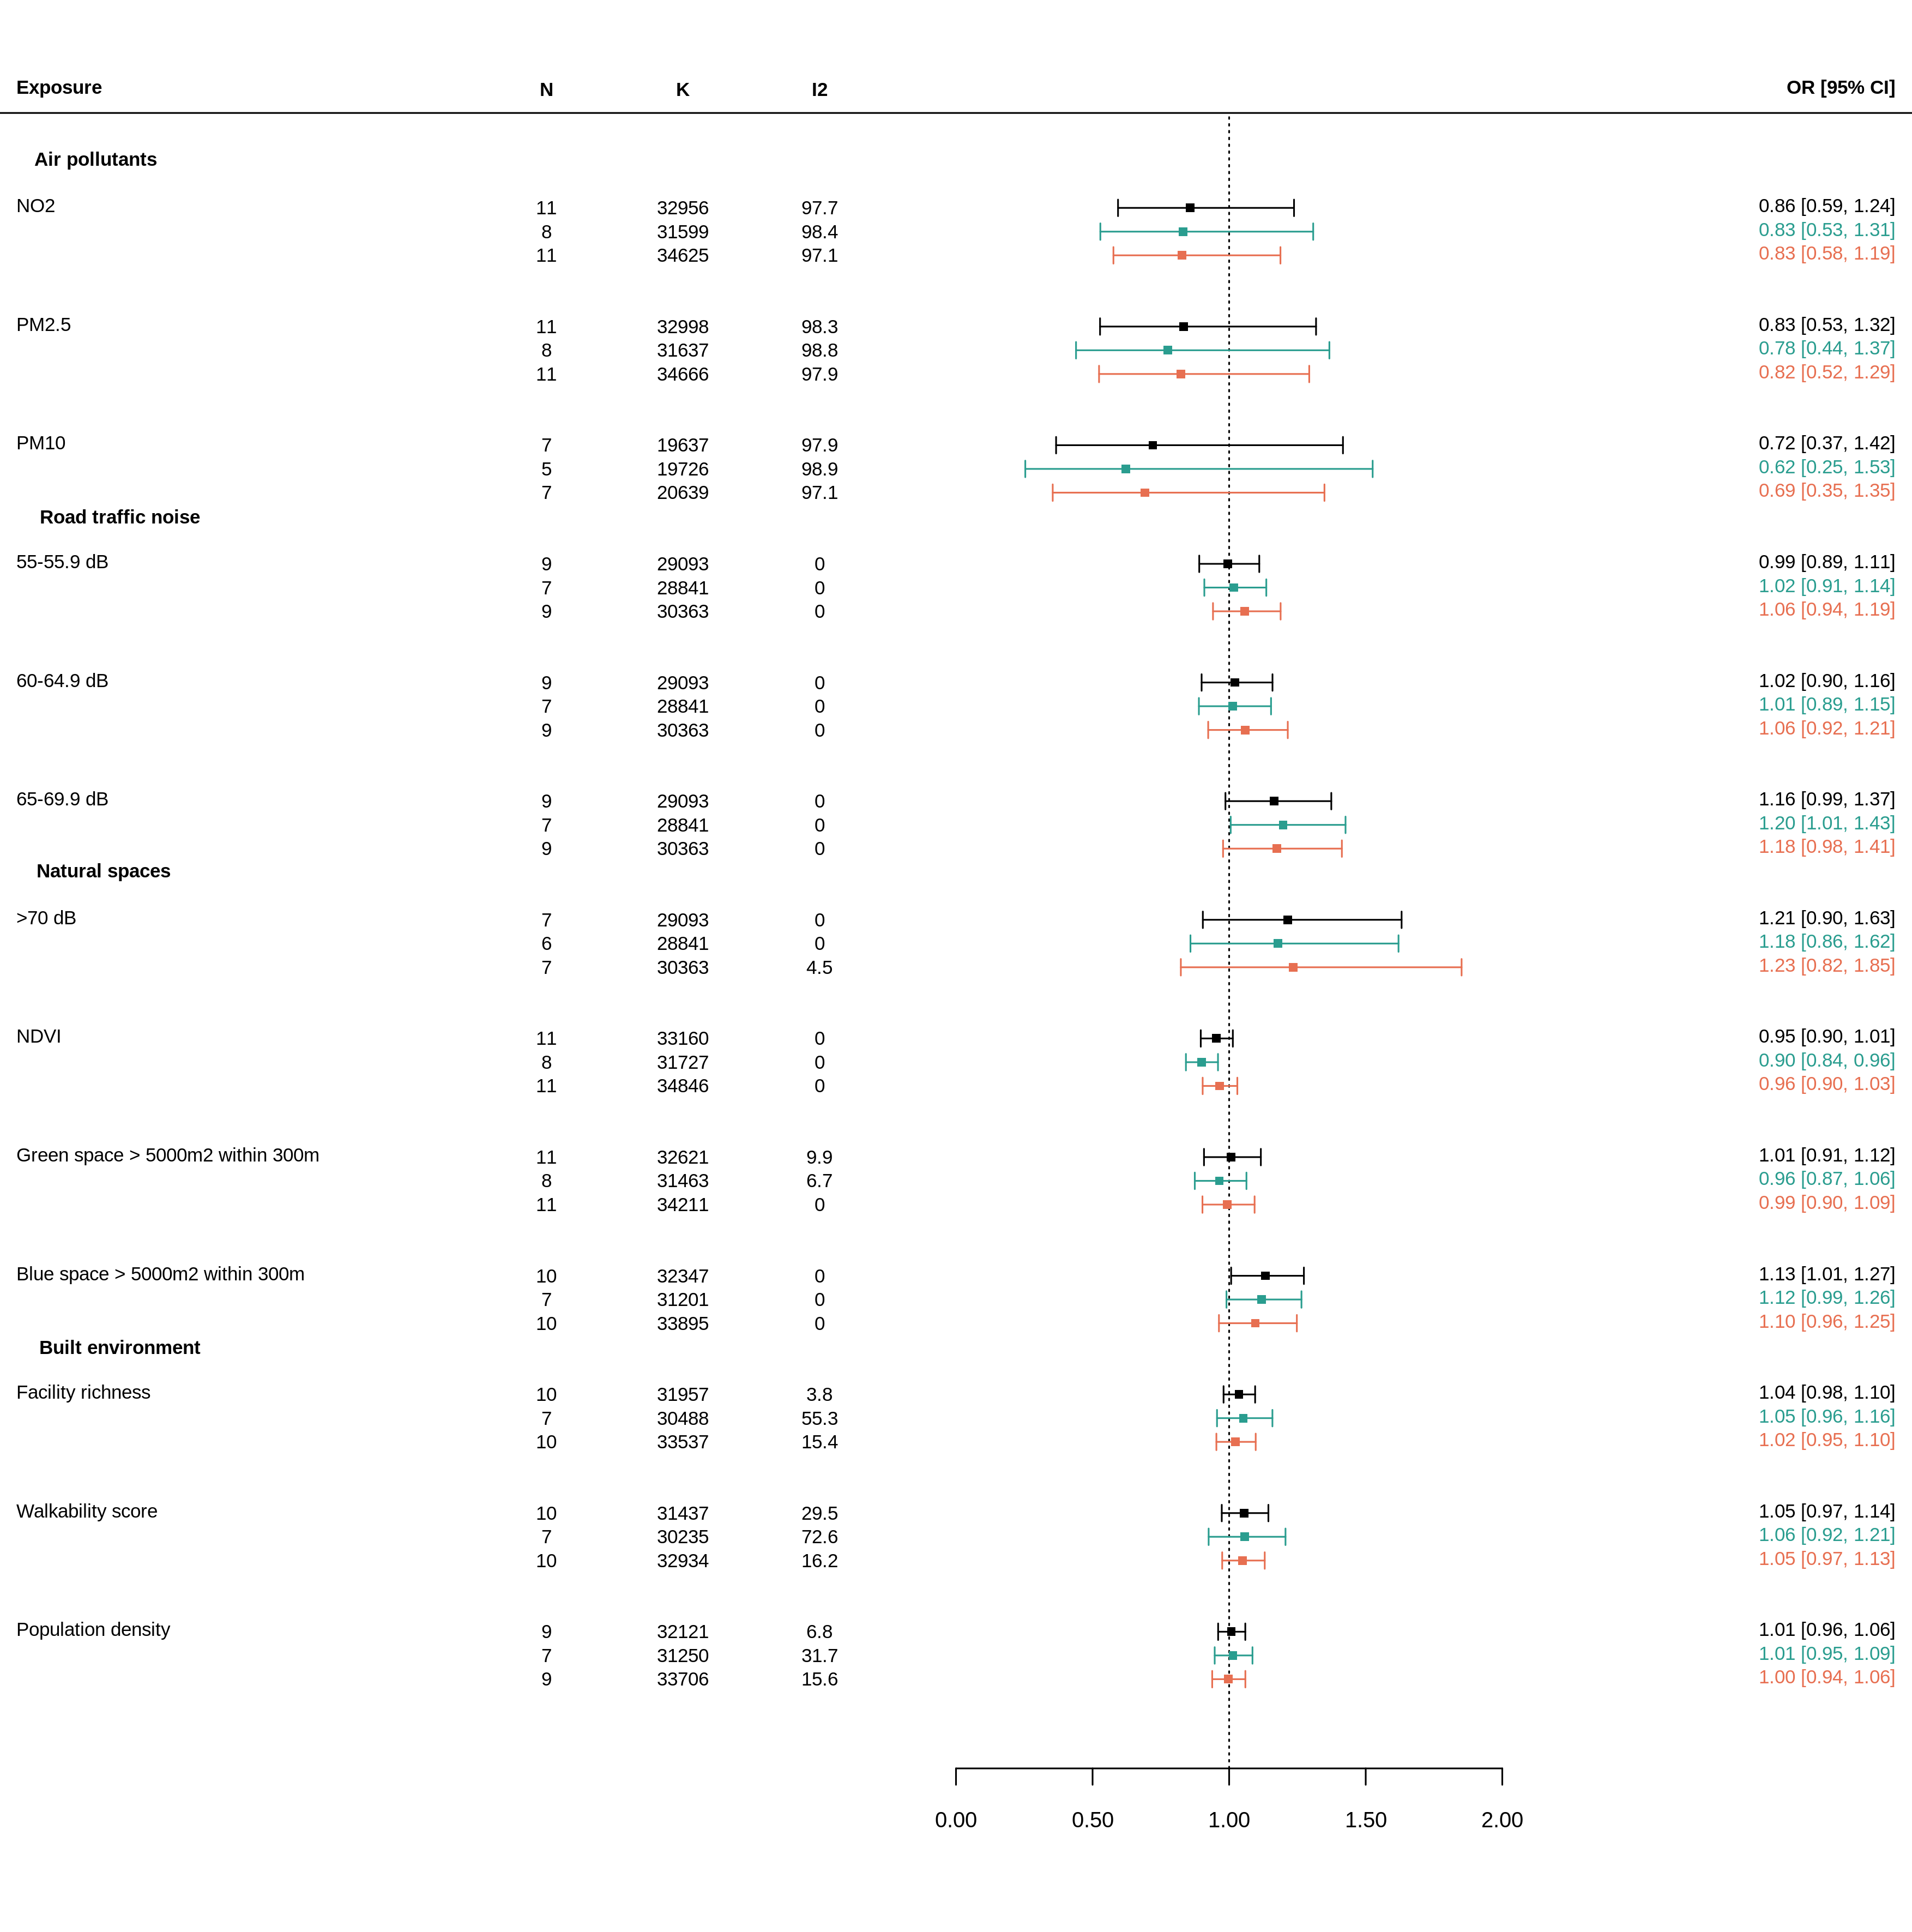 Exposure N K I2 OR [95% CI]
Air pollutants
NO2 11 32956 97.7 0.86 [0.59, 1.24]
8 31599 98.4 0.83 [0.53, 1.31]
11 34625 97.1 0.83 [0.58, 1.19]
PM2.5 11 32998 98.3 0.83 [0.53, 1.32]
8 31637 98.8 0.78 [0.44, 1.37]
11 34666 97.9 0.82 [0.52, 1.29]
PM10 7 19637 97.9 0.72 [0.37, 1.42]
5 19726 98.9 0.62 [0.25, 1.53]
7 20639 97.1 0.69 [0.35, 1.35]
Road traffic noise
55-55.9 dB 9 29093 0 0.99 [0.89, 1.11]
7 28841 0 1.02 [0.91, 1.14]
9 30363 0 1.06 [0.94, 1.19]
60-64.9 dB 9 29093 0 1.02 [0.90, 1.16]
7 28841 0 1.01 [0.89, 1.15]
9 30363 0 1.06 [0.92, 1.21]
65-69.9 dB 9 29093 0 1.16 [0.99, 1.37]
7 28841 0 1.20 [1.01, 1.43]
9 30363 0 1.18 [0.98, 1.41]
Natural spaces
>70 dB 7 29093 0 1.21 [0.90, 1.63]
6 28841 0 1.18 [0.86, 1.62]
7 30363 4.5 1.23 [0.82, 1.85]
NDVI 11 33160 0 0.95 [0.90, 1.01]
8 31727 0 0.90 [0.84, 0.96]
11 34846 0 0.96 [0.90, 1.03]
Green space > 5000m2 within 300m 11 32621 9.9 1.01 [0.91, 1.12]
8 31463 6.7 0.96 [0.87, 1.06]
11 34211 0 0.99 [0.90, 1.09]
Blue space > 5000m2 within 300m 10 32347 0 1.13 [1.01, 1.27]
7 31201 0 1.12 [0.99, 1.26]
10 33895 0 1.10 [0.96, 1.25]
Built environment
Facility richness 10 31957 3.8 1.04 [0.98, 1.10]
7 30488 55.3 1.05 [0.96, 1.16]
10 33537 15.4 1.02 [0.95, 1.10]
Walkability score 10 31437 29.5 1.05 [0.97, 1.14]
7 30235 72.6 1.06 [0.92, 1.21]
10 32934 16.2 1.05 [0.97, 1.13]
Population density 9 32121 6.8 1.01 [0.96, 1.06]
7 31250 31.7 1.01 [0.95, 1.09]
9 33706 15.6 1.00 [0.94, 1.06]
0.00 0.50 1.00 1.50 2.00